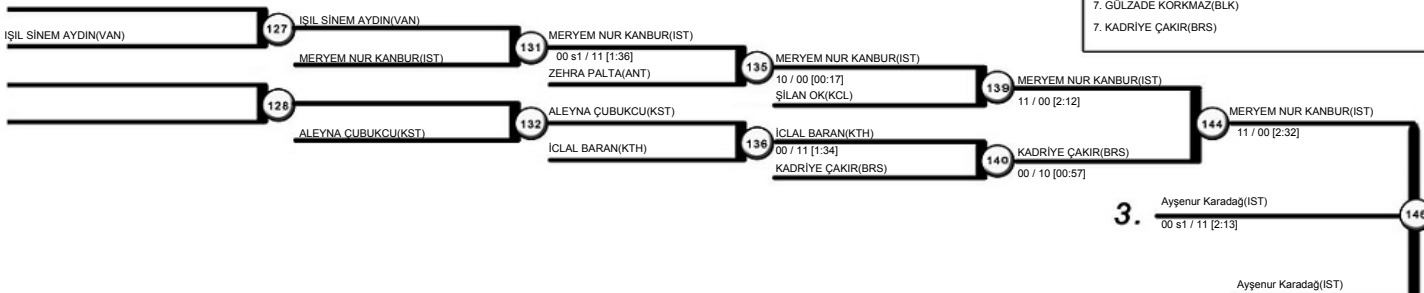 7. GÜLZADE KORKMAZ(BLK)
7. KADRİYE ÇAKIR(BRS)
IŞIL SİNEM AYDIN(VAN)
127
IŞIL SİNEM AYDIN(VAN)
MERYEM NUR KANBUR(IST)
131
MERYEM NUR KANBUR(IST)
00 s1 / 11 [1:36]
ZEHRA PALTA(ANT)
135
MERYEM NUR KANBUR(IST)
10 / 00 [00:17]
ŞİLAN OK(KCL)
139
MERYEM NUR KANBUR(IST)
11 / 00 [2:12]
128
ALEYNA ÇUBUKCU(KST)
132
ALEYNA ÇUBUKCU(KST)
İCLAL BARAN(KTH)
136
İCLAL BARAN(KTH)
00 / 11 [1:34]
KADRİYE ÇAKIR(BRS)
140
KADRİYE ÇAKIR(BRS)
00 / 10 [00:57]
144
MERYEM NUR KANBUR(IST)
11 / 00 [2:32]
3.
Ayşenur Karadağ(IST)
00 s1 / 11 [2:13]
146
Ayşenur Karadağ(IST)